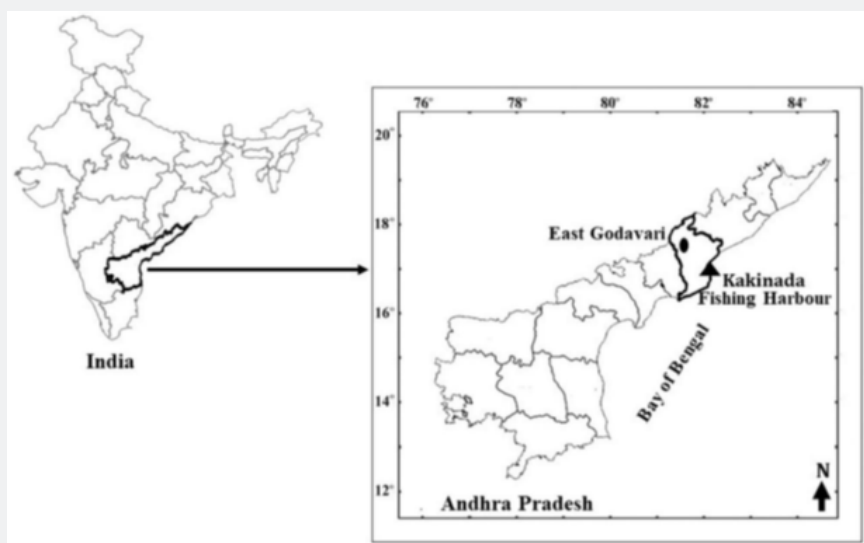 India
76°
78°
80°
82°
84°
20°
18°
16°
14°
12°
East Godavari
Kakinada
Fishing Harbour
Bay of Bengal
Andhra Pradesh
N